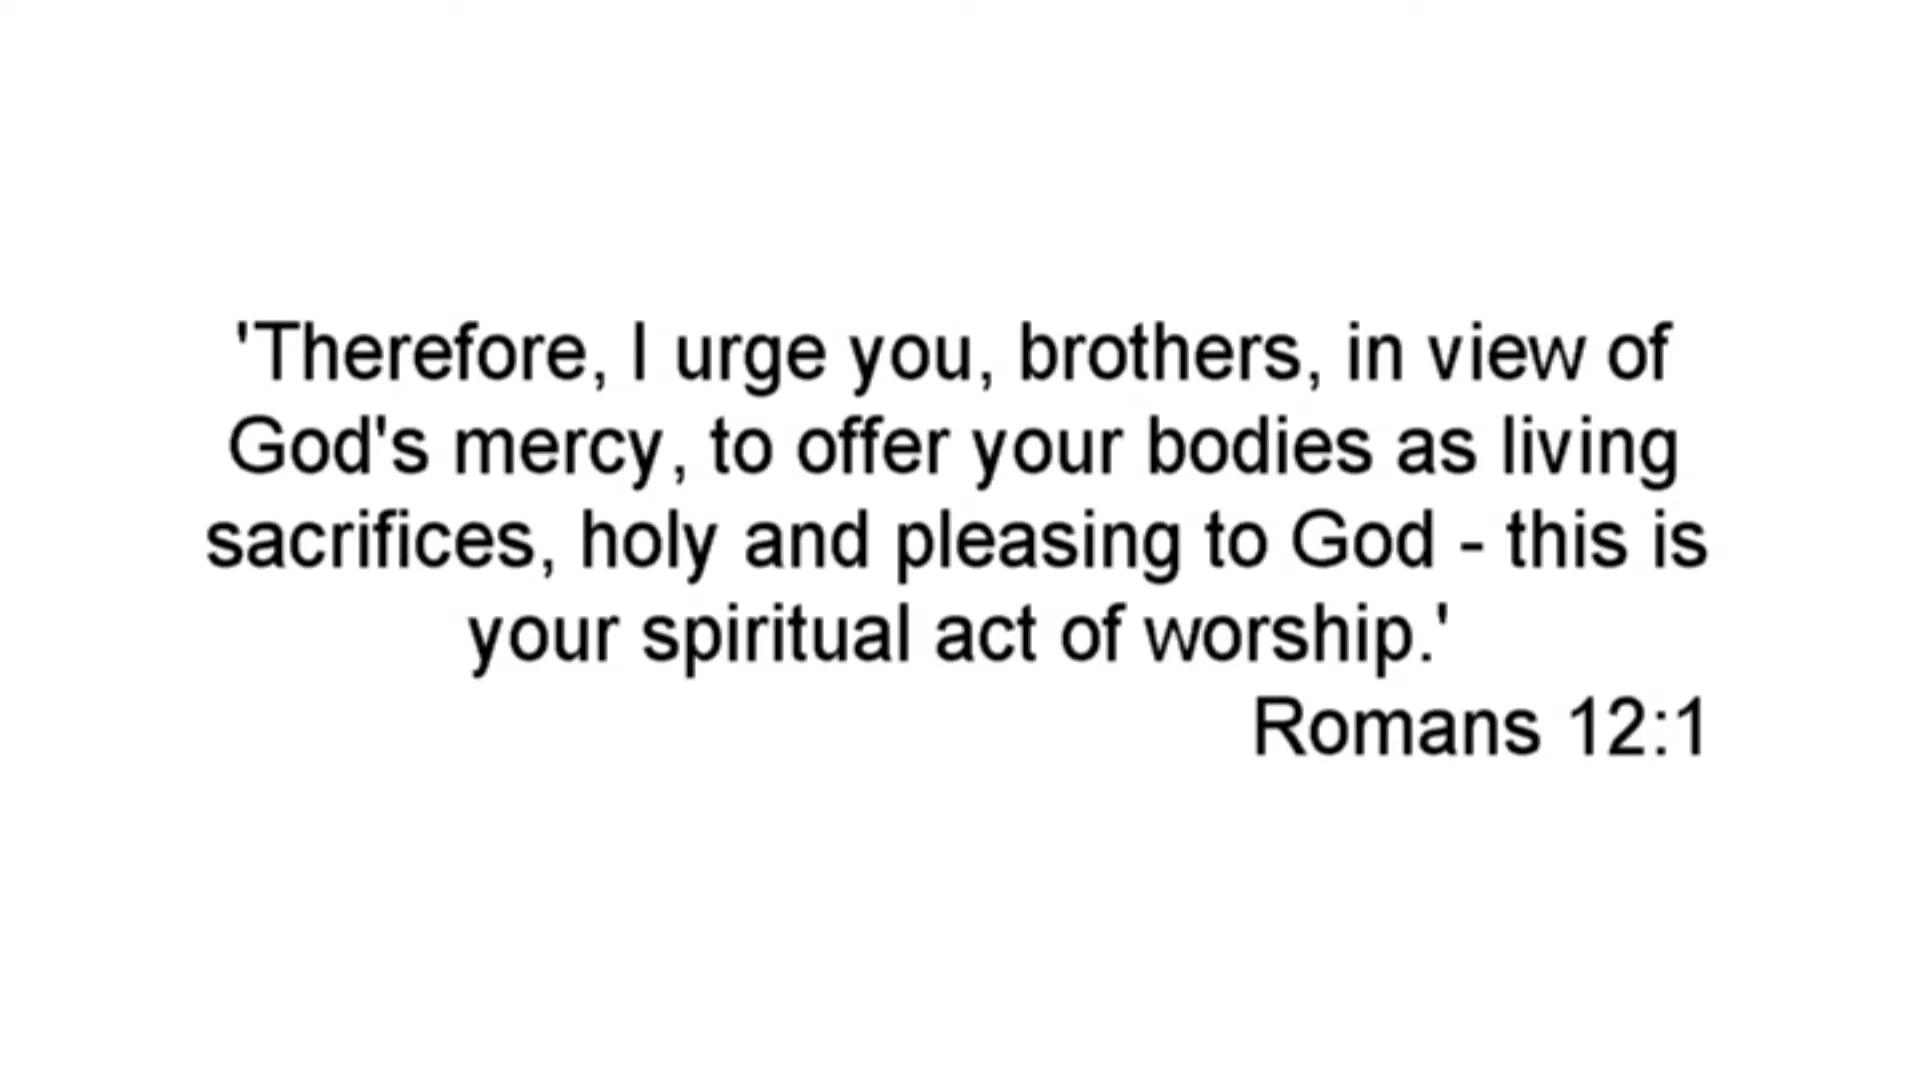 'Therefore, I urge you, brothers, in view of
God's mercy, to offer your bodies as living
sacrifices, holy and pleasing to God - this is
your spiritual act of worship.'
Romans 12:1